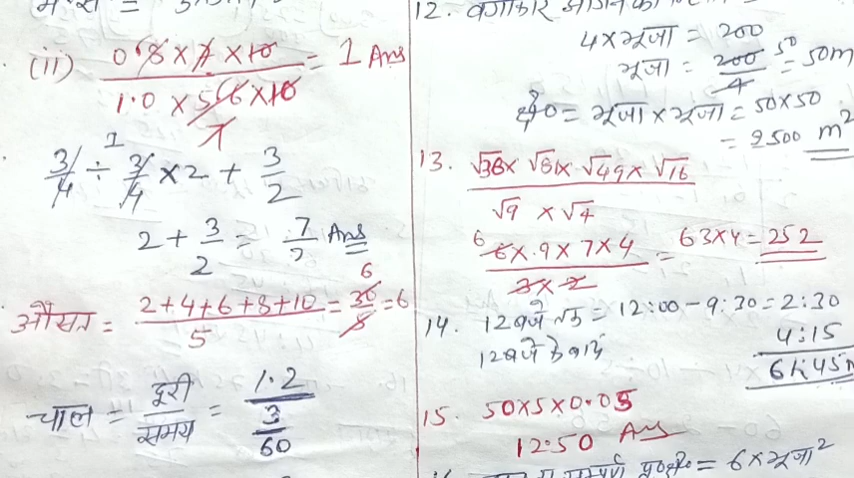 (ii) 0.8 × 7 × 10 / 1.0 × 56 × 10 = 1 Ans
3/4 ÷ 3/4 × 2 + 3/2
2 + 3/2 = 7/2 Ans
औसत = 2+4+6+8+10 / 5 = 30/5 = 6
चाल = दूरी / समय = 1.2 / 3/60
12. वर्गाकार
4 × भुजा = 200
भुजा = 200/4 = 50m
क्षे० = भुजा × भुजा = 50 × 50
= 2500 m²
13. √36 × √81 × √49 × √16
√9 × √4
6 × 9 × 7 × 4 / 3 × 2 = 63 × 4 = 252
14. 12 बजे तक = 12:00 − 9:30 = 2:30
12 बजे के बाद 4:15
6h 45m
15. 50 × 5 × 0.05
12.50 Ans
= 6 × भुजा²